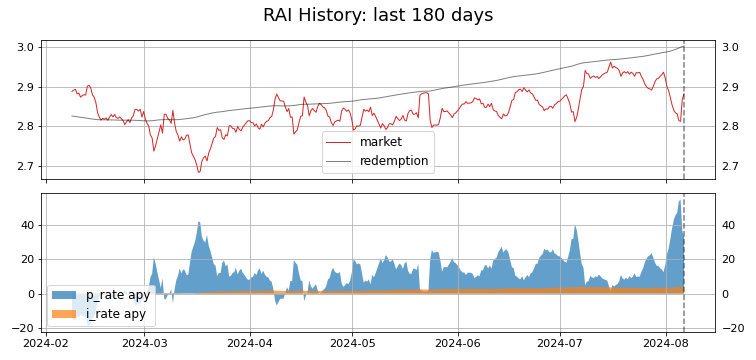 RAI History: last 180 days
3.0
2.9
2.8
2.7
3.0
2.9
2.8
2.7
market
redemption
40
20
0
−20
40
20
0
−20
p_rate apy
i_rate apy
2024-02 2024-03 2024-04 2024-05 2024-06 2024-07 2024-08